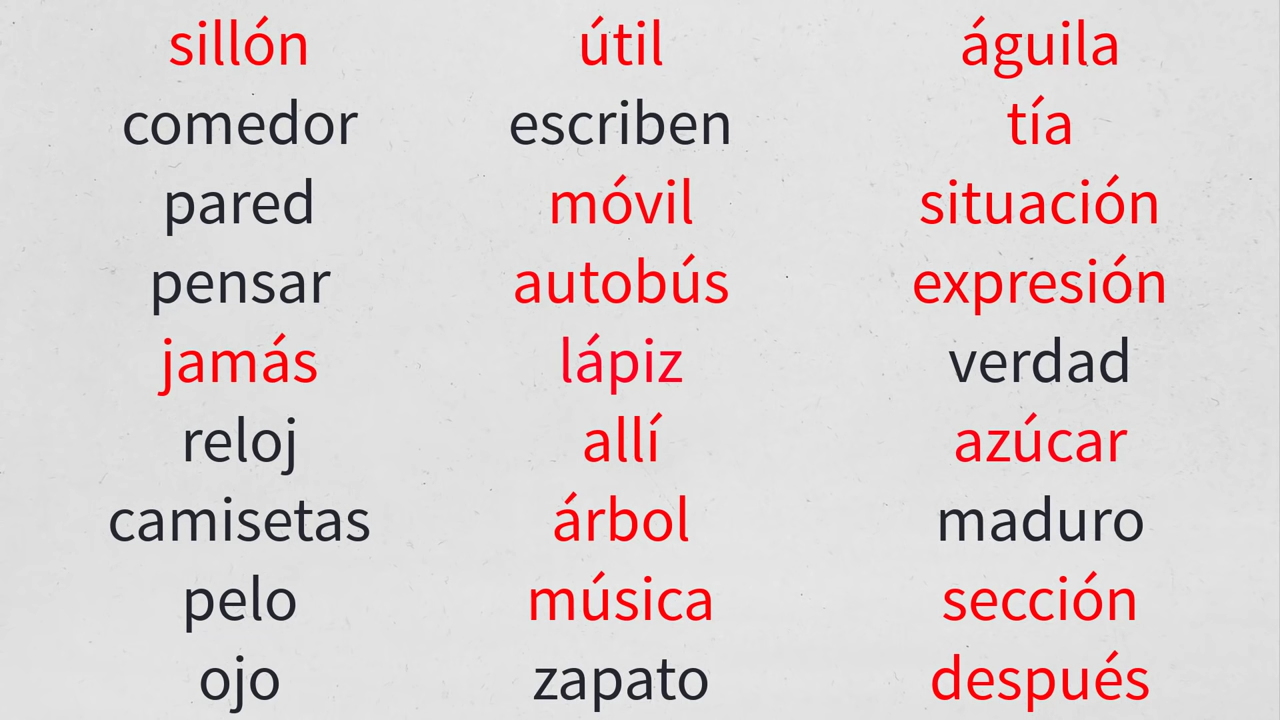 sillón útil águila
comedor escriben tía
pared móvil situación
pensar autobús expresión
jamás lápiz verdad
reloj allí azúcar
camisetas árbol maduro
pelo música sección
ojo zapato después